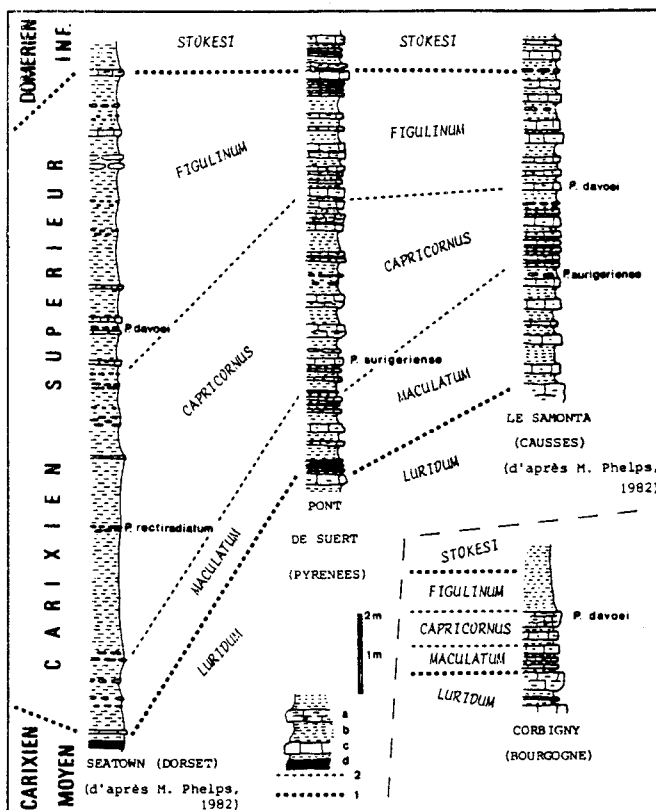 DOMERIEN
INF.
CARIXIEN SUPERIEUR
CARIXIEN
MOYEN
STOKESI
STOKESI
FIGULINUM
FIGULINUM
P. davoei
CAPRICORNUS
P. aurigeriense
P. davoei
CAPRICORNUS
P. aurigeriense
MACULATUM
LE SAMONTA
(CAUSSES)
(d'après M. Phelps,
1982)
LURIDUM
P. rectiradiatum
MACULATUM
LURIDUM
PONT
DE SUERT
(PYRENEES)
STOKESI
FIGULINUM
P. davoei
CAPRICORNUS
MACULATUM
LURIDUM
CORBIGNY
(BOURGOGNE)
2m
1m
a
b
c
d
2
1
SEATOWN (DORSET)
(d'après M. Phelps,
1982)